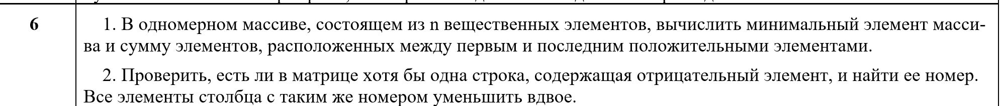 6
1. В одномерном массиве, состоящем из n вещественных элементов, вычислить минимальный элемент масси-
ва и сумму элементов, расположенных между первым и последним положительными элементами.
2. Проверить, есть ли в матрице хотя бы одна строка, содержащая отрицательный элемент, и найти ее номер.
Все элементы столбца с таким же номером уменьшить вдвое.